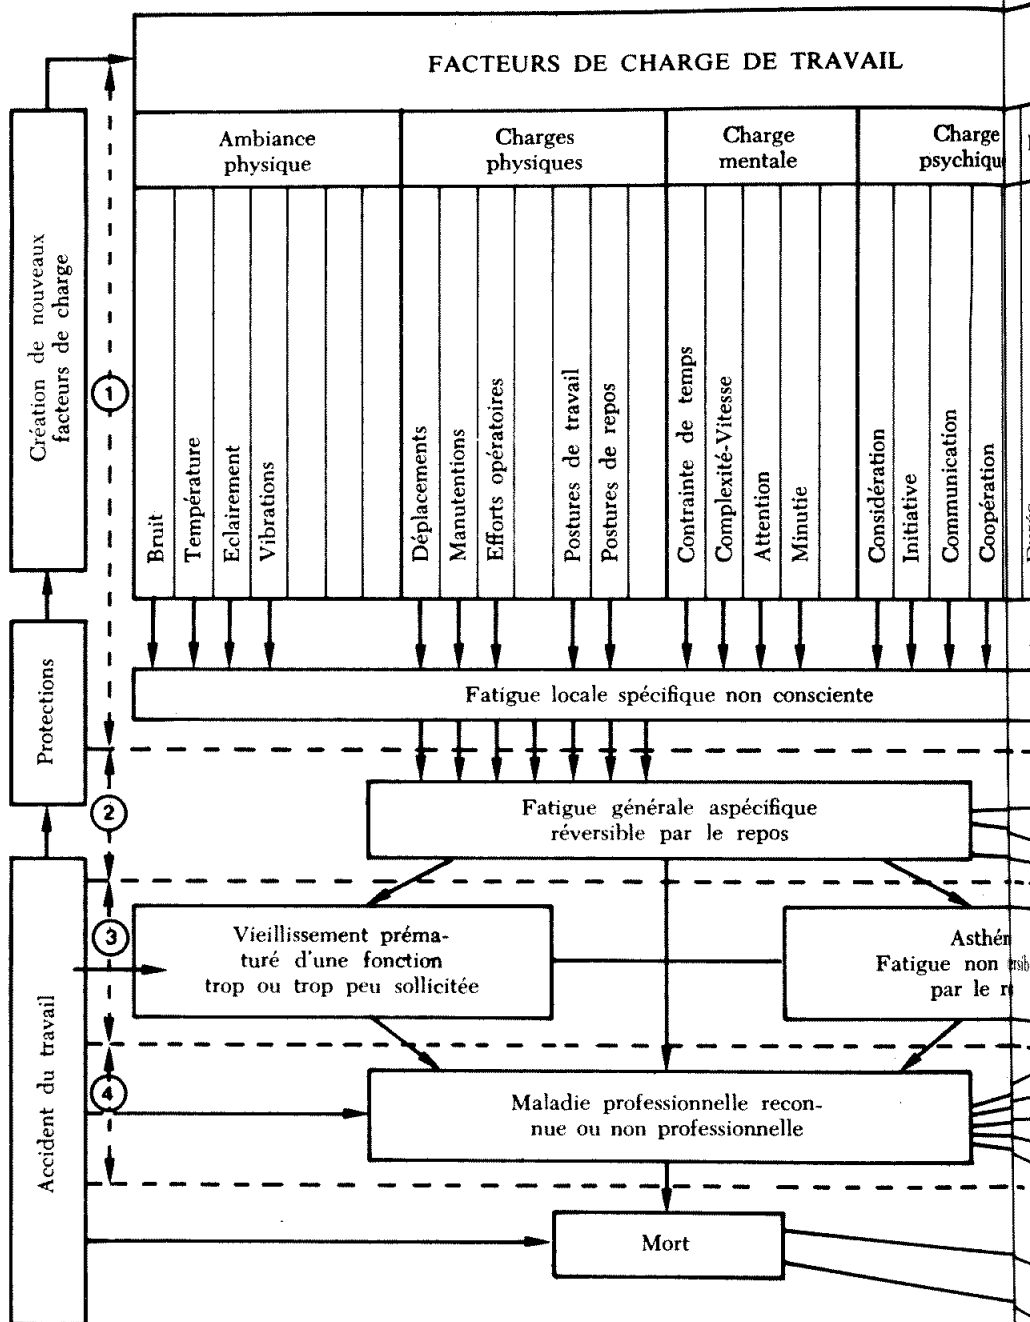 FACTEURS DE CHARGE DE TRAVAIL
Ambiance
physique
Charges
physiques
Charge
mentale
Charge
psychiqu
Création de nouveaux
facteurs de charge
1
Bruit
Température
Eclairement
Vibrations
Déplacements
Manutentions
Efforts opératoires
Postures de travail
Postures de repos
Contrainte de temps
Complexité-Vitesse
Attention
Minutie
Considération
Initiative
Communication
Coopération
Protections
Fatigue locale spécifique non consciente
2
Fatigue générale aspécifique
réversible par le repos
Accident du travail
3
Vieillissement préma-
turé d'une fonction
trop ou trop peu sollicitée
Asthén
Fatigue non ersib
par le re
4
Maladie professionnelle recon-
nue ou non professionnelle
Mort